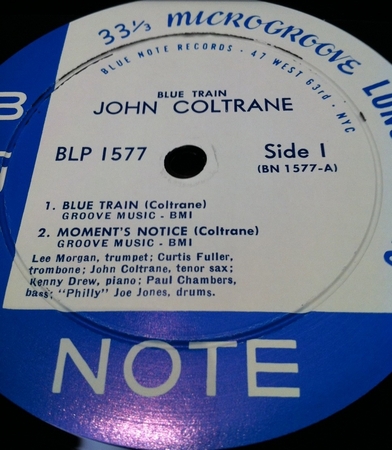 33⅓ MICROGROOVE LON
BLUE NOTE RECORDS · 47 WEST 63rd · NYC
BLUE TRAIN
JOHN COLTRANE
BLP 1577
Side 1
(BN 1577-A)
1. BLUE TRAIN (Coltrane)
GROOVE MUSIC - BMI
2. MOMENT'S NOTICE (Coltrane)
GROOVE MUSIC - BMI
Lee Morgan, trumpet; Curtis Fuller,
trombone; John Coltrane, tenor sax;
Kenny Drew, piano; Paul Chambers,
bass; "Philly" Joe Jones, drums.
NOTE